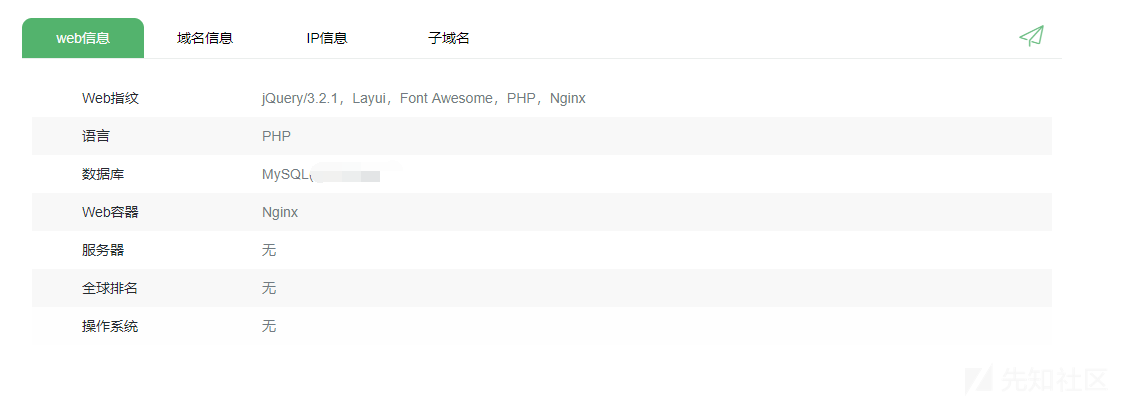 web信息 域名信息 IP信息 子域名
Web指纹 jQuery/3.2.1，Layui，Font Awesome，PHP，Nginx
语言 PHP
数据库 MySQL(
Web容器 Nginx
服务器 无
全球排名 无
操作系统 无
先知社区